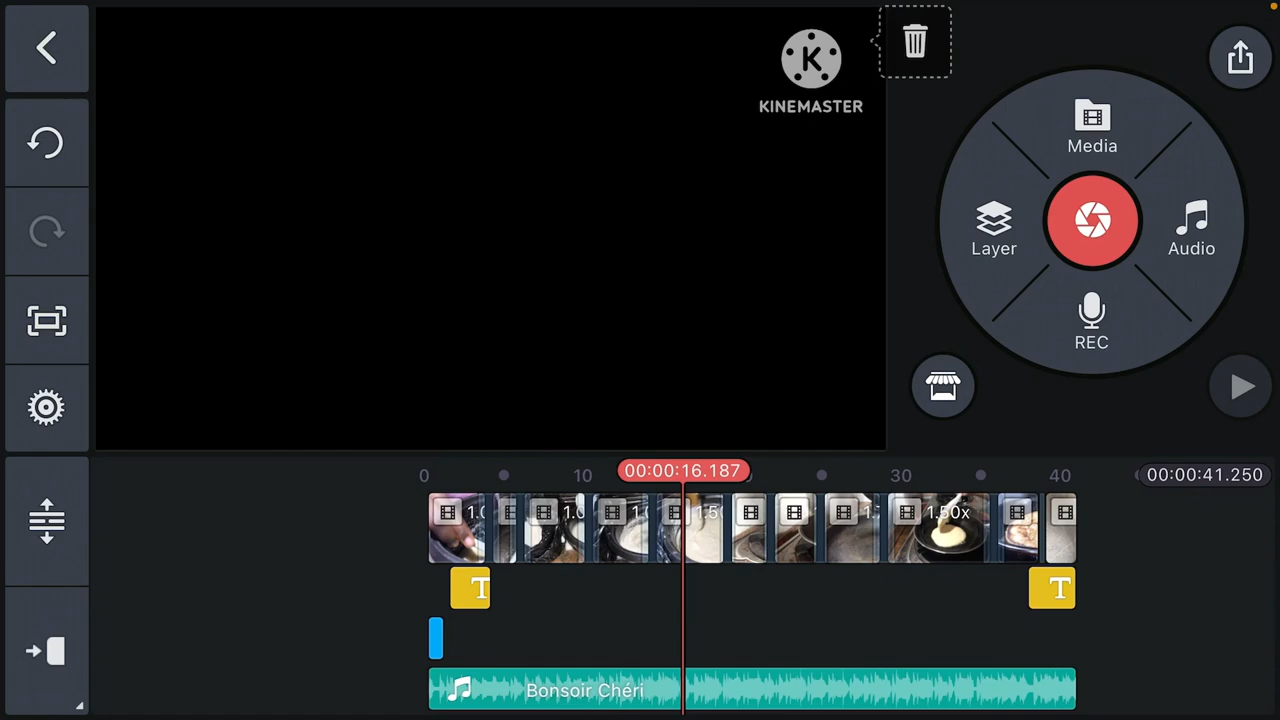 K
KINEMASTER
Media
Layer
Audio
REC
0
10
00:00:16.187
30
40
00:00:41.250
1.50x
T
T
Bonsoir Chéri